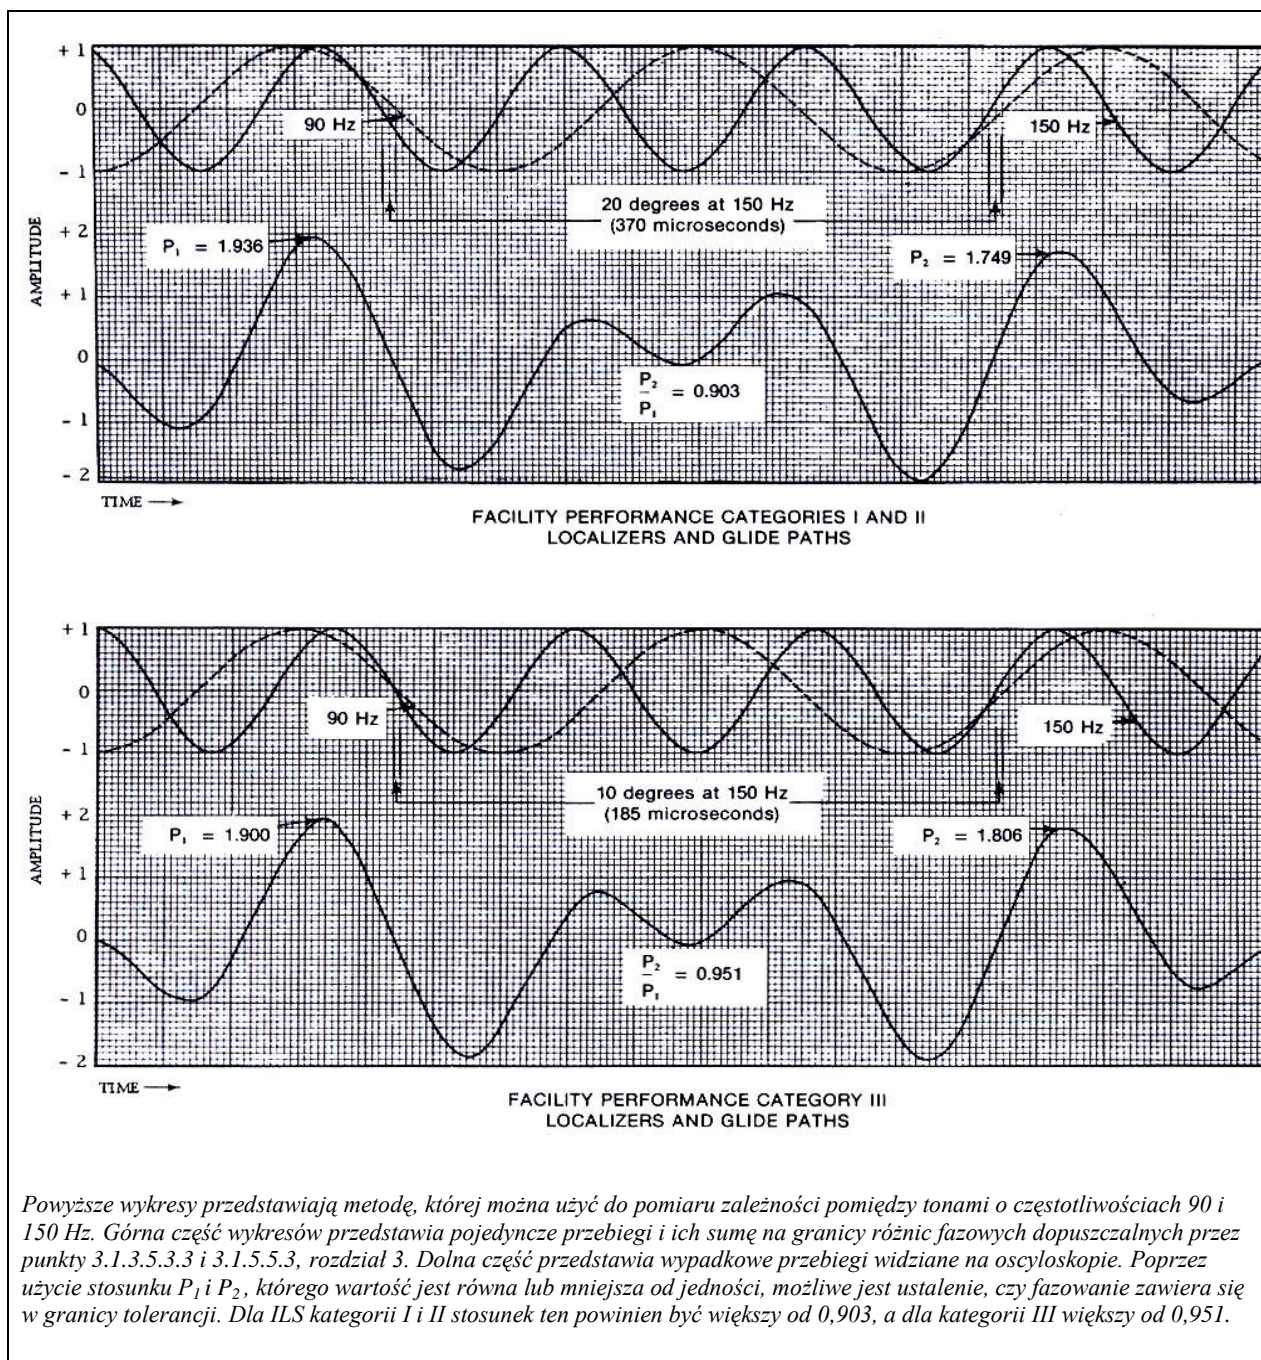 + 1
0
- 1
90 Hz
150 Hz
20 degrees at 150 Hz
(370 microseconds)
AMPLITUDE
+ 2
P₁ = 1.936
P₂ = 1.749
+ 1
0
P₂
P₁ = 0.903
- 1
- 2
TIME →
FACILITY PERFORMANCE CATEGORIES I AND II
LOCALIZERS AND GLIDE PATHS
+ 1
0
90 Hz
150 Hz
- 1
10 degrees at 150 Hz
(185 microseconds)
AMPLITUDE
+ 2
P₁ = 1.900
P₂ = 1.806
+ 1
0
P₂
P₁ = 0.951
- 1
- 2
TIME →
FACILITY PERFORMANCE CATEGORY III
LOCALIZERS AND GLIDE PATHS
Powyższe wykresy przedstawiają metodę, której można użyć do pomiaru zależności pomiędzy tonami o częstotliwościach 90 i
150 Hz. Górna część wykresów przedstawia pojedyncze przebiegi i ich sumę na granicy różnic fazowych dopuszczalnych przez
punkty 3.1.3.5.3.3 i 3.1.5.5.3, rozdział 3. Dolna część przedstawia wypadkowe przebiegi widziane na oscyloskopie. Poprzez
użycie stosunku P₁ i P₂ , którego wartość jest równa lub mniejsza od jedności, możliwe jest ustalenie, czy fazowanie zawiera się
w granicy tolerancji. Dla ILS kategorii I i II stosunek ten powinien być większy od 0,903, a dla kategorii III większy od 0,951.